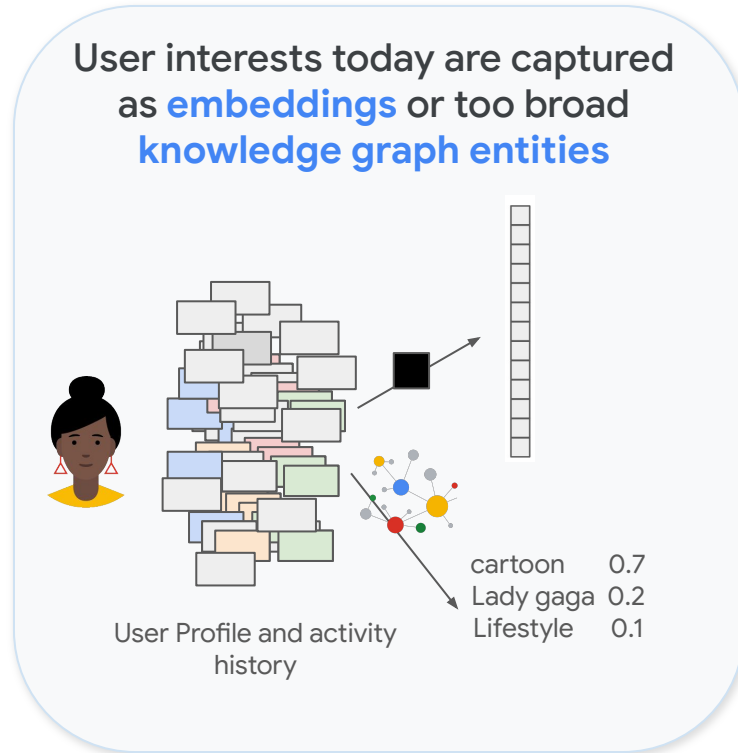 User interests today are captured
as embeddings or too broad
knowledge graph entities
cartoon 0.7
Lady gaga 0.2
Lifestyle 0.1
User Profile and activity
history